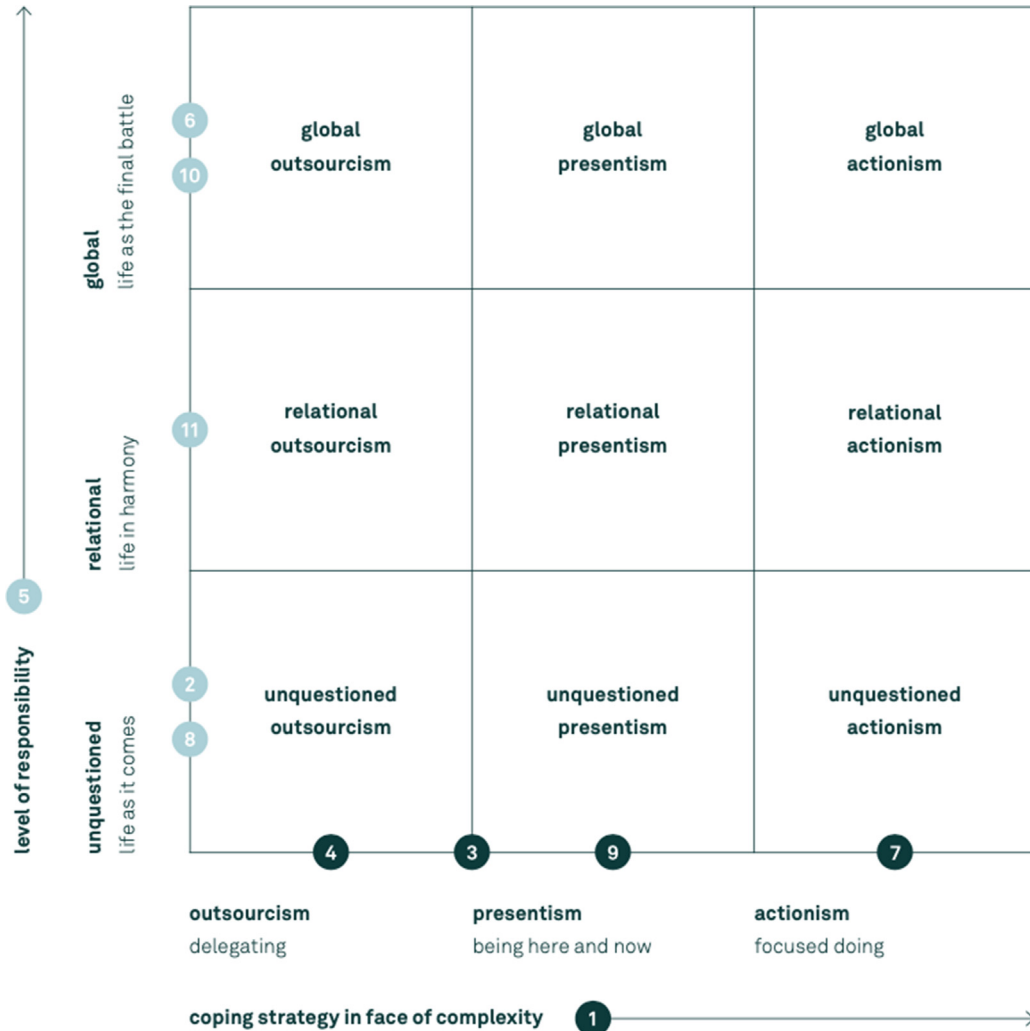 6
global
outsourcism
global
presentism
global
actionism
10
global
life as the final battle
11
relational
outsourcism
relational
presentism
relational
actionism
relational
life in harmony
5
level of responsibility
2
unquestioned
outsourcism
unquestioned
presentism
unquestioned
actionism
8
unquestioned
life as it comes
4
3
9
7
outsourcism
delegating
presentism
being here and now
actionism
focused doing
coping strategy in face of complexity
1